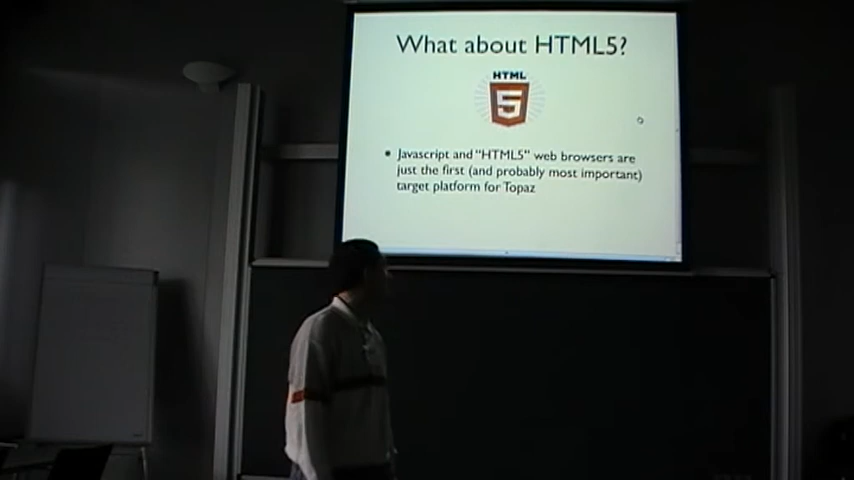 What about HTML5?
HTML
5
• Javascript and "HTML5" web browsers are
just the first (and probably most important)
target platform for Topaz